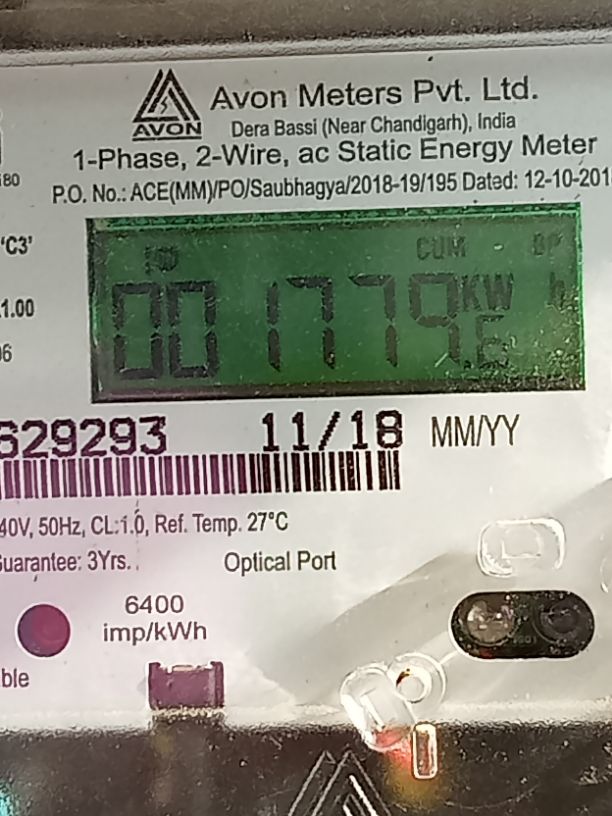 Avon Meters Pvt. Ltd.
AVON
Dera Bassi (Near Chandigarh), India
1-Phase, 2-Wire, ac Static Energy Meter
P.O. No.: ACE(MM)/PO/Saubhagya/2018-19/195 Dated: 12-10-201
'C3'
CUM
1.00
001779
KW h
629293 11/18 MM/YY
40V, 50Hz, CL:1.0, Ref. Temp. 27°C
Guarantee: 3Yrs. Optical Port
6400
imp/kWh
ble